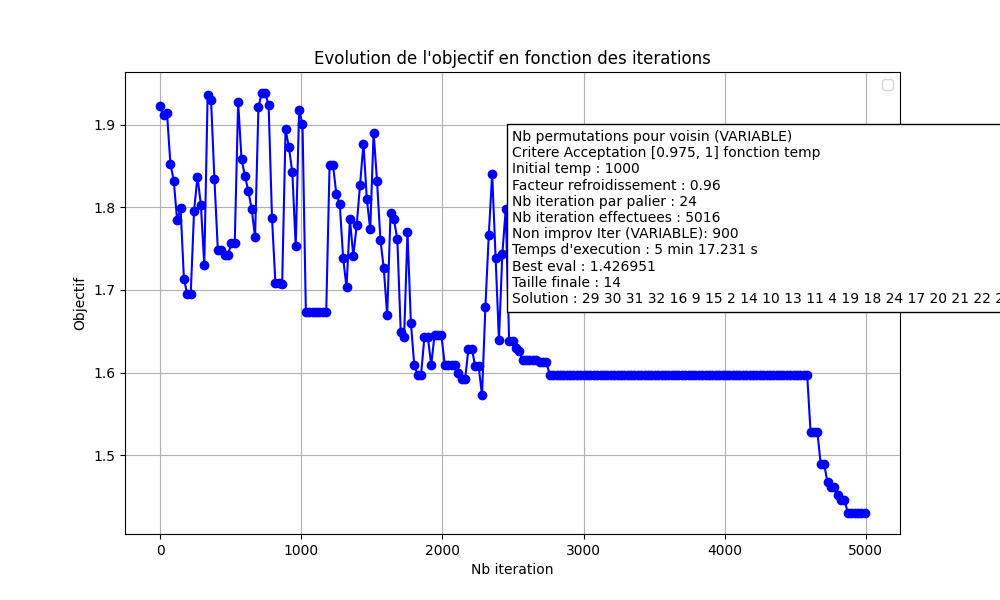 Evolution de l'objectif en fonction des iterations
Objectif
1.9
1.8
1.7
1.6
1.5
Nb permutations pour voisin (VARIABLE)
Critere Acceptation [0.975, 1] fonction temp
Initial temp : 1000
Facteur refroidissement : 0.96
Nb iteration par palier : 24
Nb iteration effectuees : 5016
Non improv Iter (VARIABLE): 900
Temps d'execution : 5 min 17.231 s
Best eval : 1.426951
Taille finale : 14
Solution : 29 30 31 32 16 9 15 2 14 10 13 11 4 19 18 24 17 20 21 22
0 1000 2000 3000 4000 5000
Nb iteration